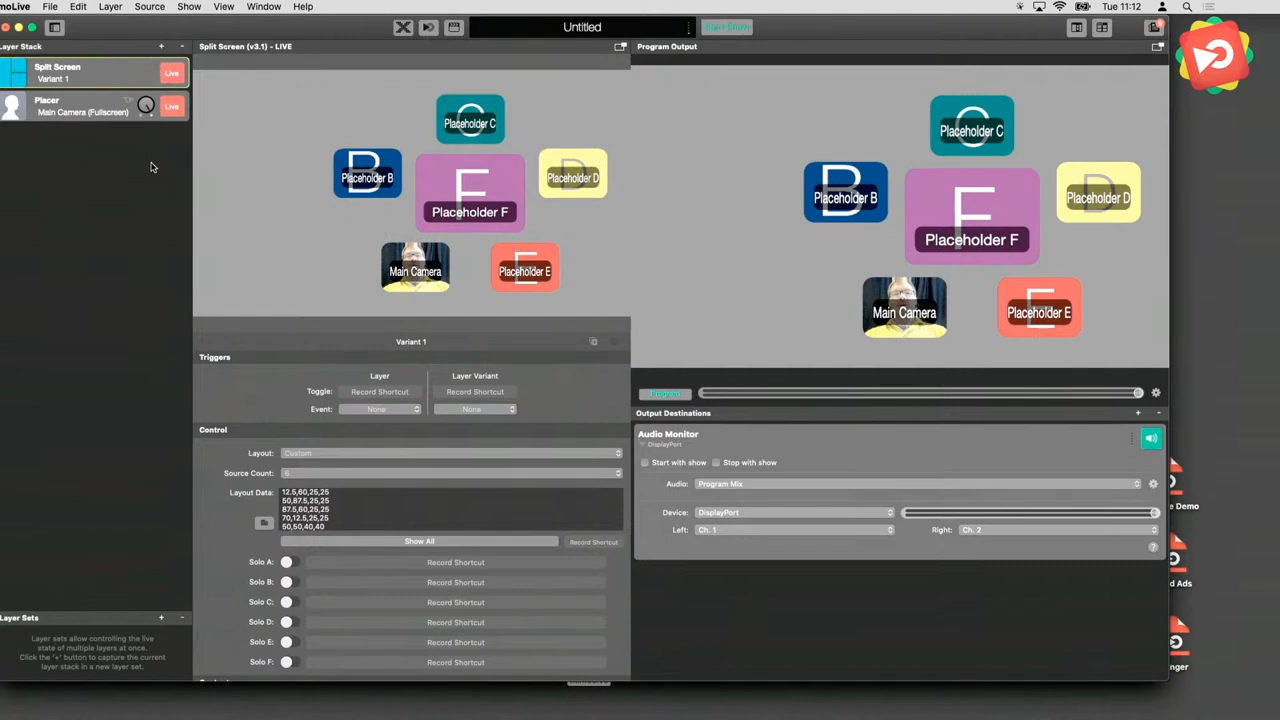 moLive File Edit Layer Source Show View Window Help Tue 11:12
Untitled Start Show
Layer Stack + - Split Screen (v3.1) - LIVE Program Output
Split Screen
Variant 1
Live
Placer
Main Camera (Fullscreen)
Live
C
Placeholder C
B
Placeholder B
D
Placeholder D
F
Placeholder F
Main Camera
E
Placeholder E
C
Placeholder C
B
Placeholder B
D
Placeholder D
F
Placeholder F
Main Camera
E
Placeholder E
Variant 1
Triggers
Layer Layer Variant
Toggle: Record Shortcut Record Shortcut
Event: None None
Control
Layout: Custom
Source Count: 6
Layout Data: 12.5,60,25,25
50,87.5,25,25
87.5,60,25,25
70,12.5,25,25
50,50,40,40
Show All Record Shortcut
Solo A: Record Shortcut
Solo B: Record Shortcut
Solo C: Record Shortcut
Solo D: Record Shortcut
Solo E: Record Shortcut
Solo F: Record Shortcut
Program
Output Destinations + -
Audio Monitor
DisplayPort
Start with show Stop with show
Audio: Program Mix
Device: DisplayPort
Left: Ch. 1 Right: Ch. 2
?
Layer Sets + -
Layer sets allow controlling the live
state of multiple layers at once.
Click the '+' button to capture the current
layer stack in a new layer set.
e Demo
d Ads
nger